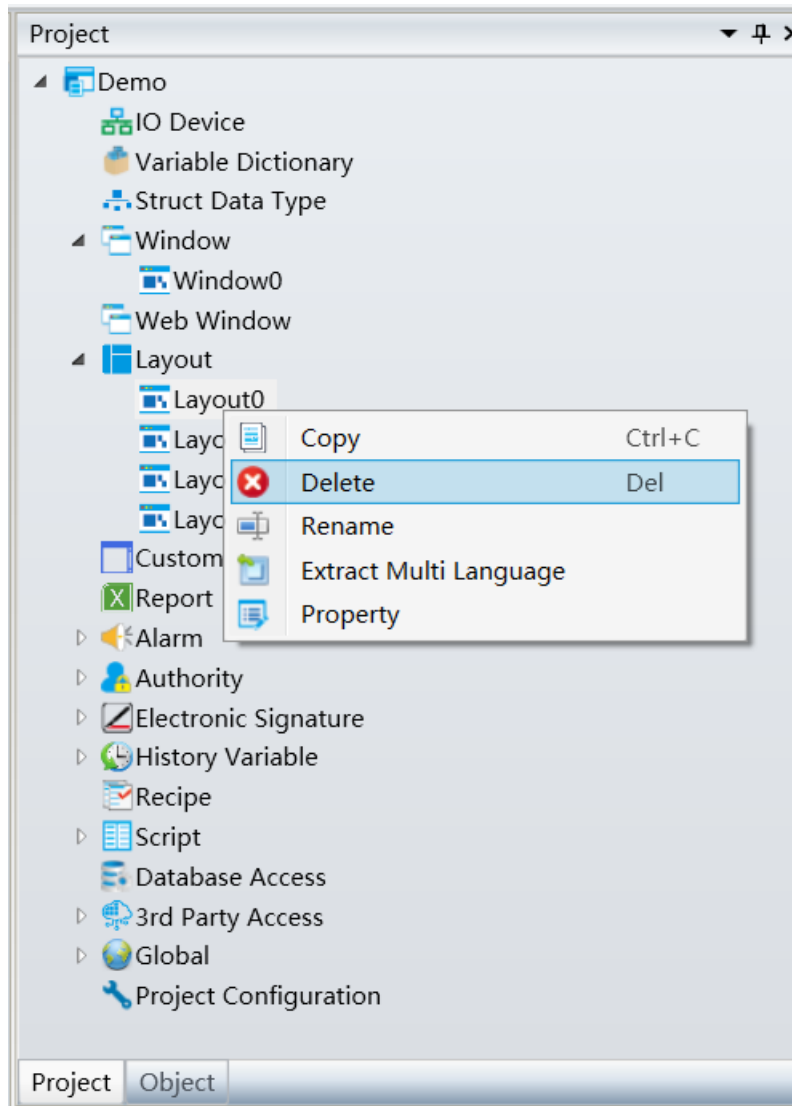 Project
Demo
IO Device
Variable Dictionary
Struct Data Type
Window
Window0
Web Window
Layout
Layout0
Layo
Copy Ctrl+C
Layo
Delete Del
Layo
Rename
Custom
Extract Multi Language
Report
Property
Alarm
Authority
Electronic Signature
History Variable
Recipe
Script
Database Access
3rd Party Access
Global
Project Configuration
Project Object